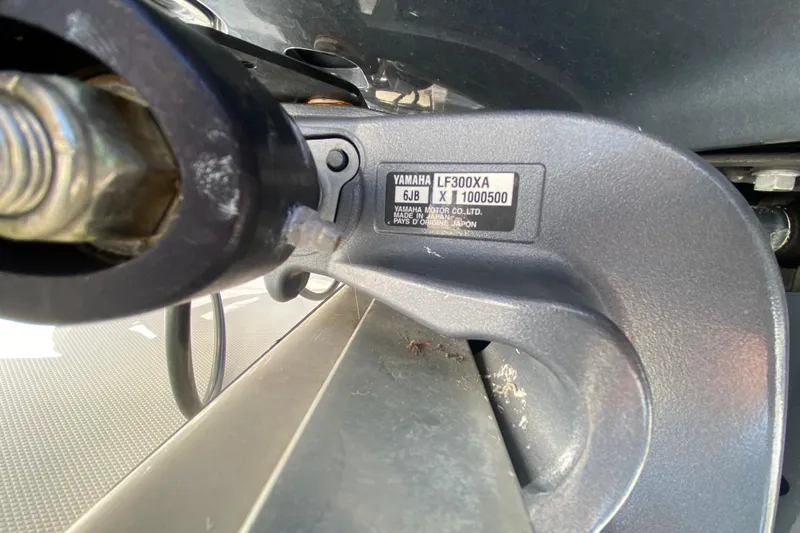 YAMAHA LF300XA
6JB X 1000500
YAMAHA MOTOR CO.,LTD.
MADE IN JAPAN
PAYS D'ORIGINE JAPON